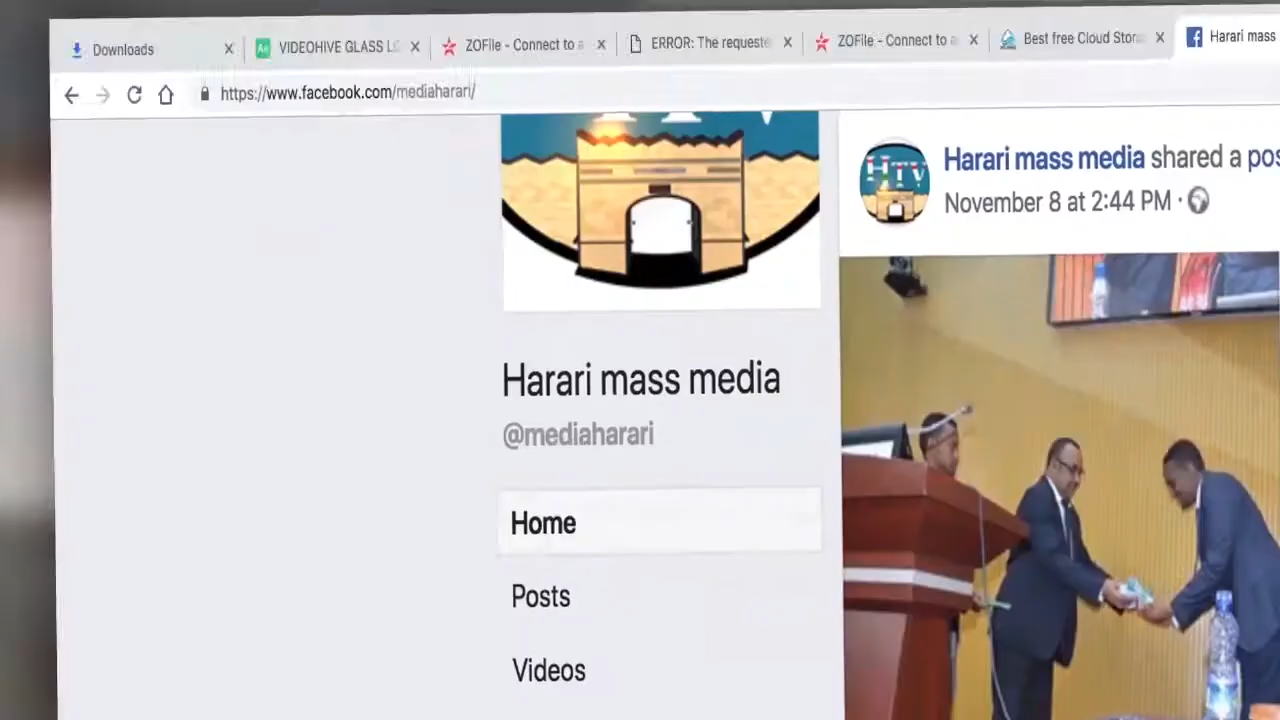 Downloads
VIDEOHIVE GLASS LO
ZOFile - Connect to a
ERROR: The requeste
ZOFile - Connect to a
Best free Cloud Stora
Harari mass
https://www.facebook.com/mediaharari/
HTV
Harari mass media shared a pos
November 8 at 2:44 PM ·
Harari mass media
@mediaharari
Home
Posts
Videos